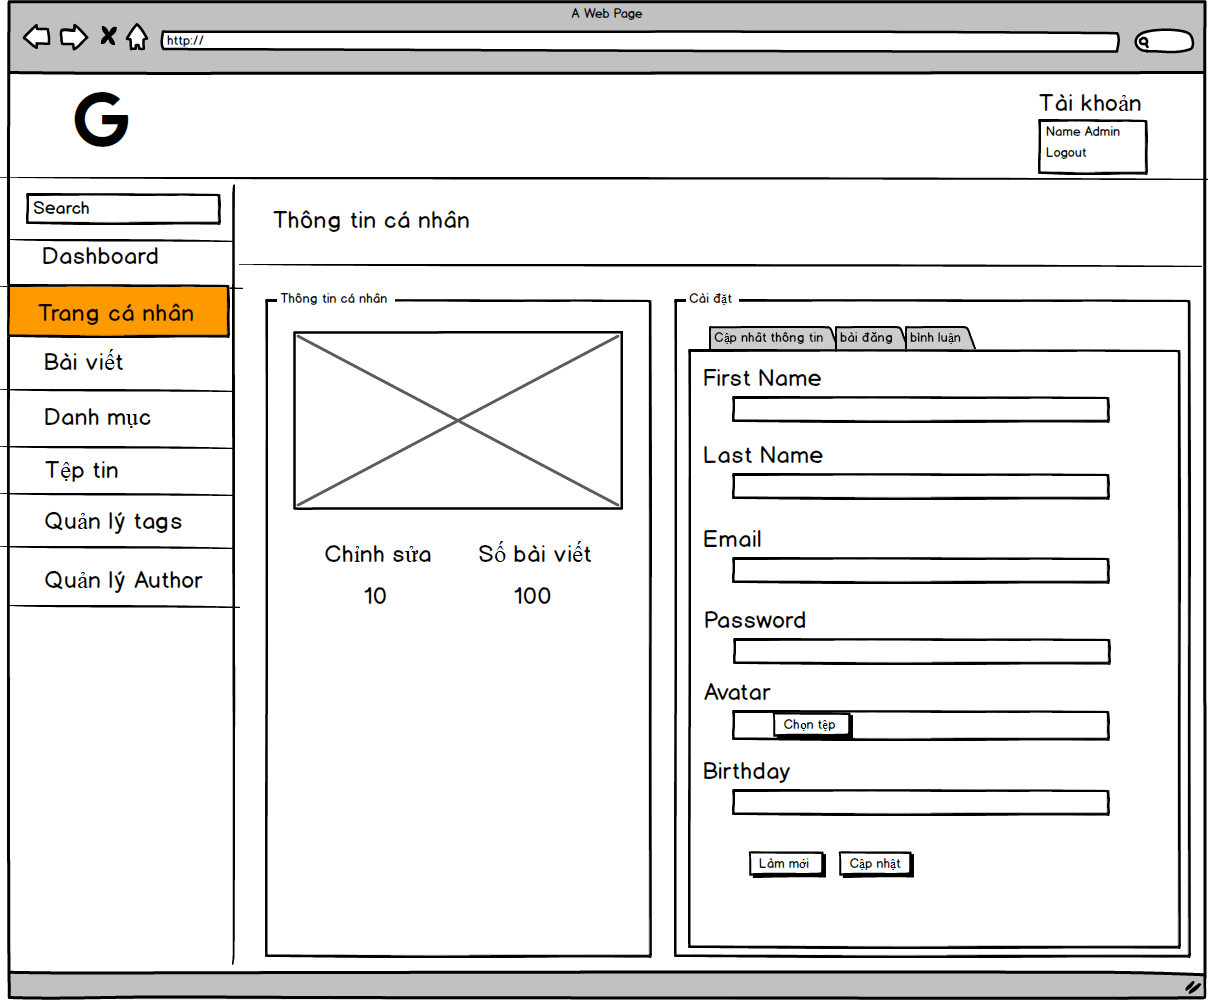 A Web Page
http://
G
Tài khoản
Name Admin
Logout
Search
Dashboard
Trang cá nhân
Bài viết
Danh mục
Tệp tin
Quản lý tags
Quản lý Author
Thông tin cá nhân
Thông tin cá nhân
Chỉnh sửa
Số bài viết
10
100
Cài đặt
Cập nhât thông tin
bài đăng
bình luận
First Name
Last Name
Email
Password
Avatar
Chọn tệp
Birthday
Làm mới
Cập nhật